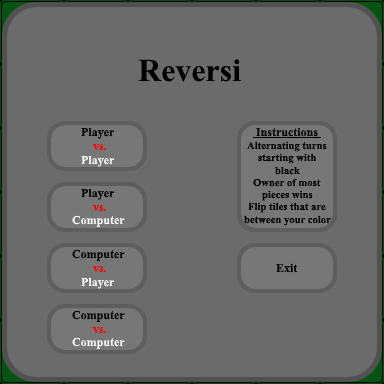 Reversi
Player
vs.
Player
Player
vs.
Computer
Computer
vs.
Player
Computer
vs.
Computer
Instructions
Alternating turns
starting with
black
Owner of most
pieces wins
Flip tiles that are
between your color
Exit